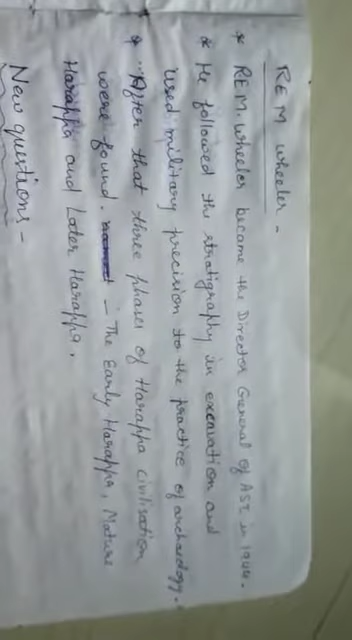 REM wheeler -
* REM. wheeler became the Director General of ASI in 1944.
* He followed the stratigraphy in excavation and
used military precision to the practice of archaeology.
* After that three phases of Harappa civilisation
were found. - The Early Harappa, Mature
Harappa and Later Harappa.
New questions -